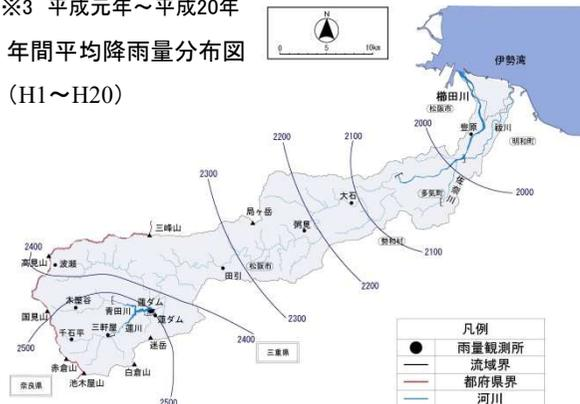 ※3 平成元年～平成20年
年間平均降雨量分布図
（H1～H20）
N
0 5 10km
伊勢湾
櫛田川
松阪市
豊原
祓川
明和町
2000
2000
2100
2200
2300
佐奈川
多気町
大石
局ヶ岳
粥見
勢和村
2100
三峰山
2400
高見山
波瀬
田引
松阪市
2200
木屋谷
青田川
蓮ダム
蓮ダム
国見山
千石平
三軒屋
蓮川
2300
迷岳
2400
2500
三重県
赤倉山
白倉山
奈良県
池木屋山
2500
凡例
雨量観測所
流域界
都府県界
河川